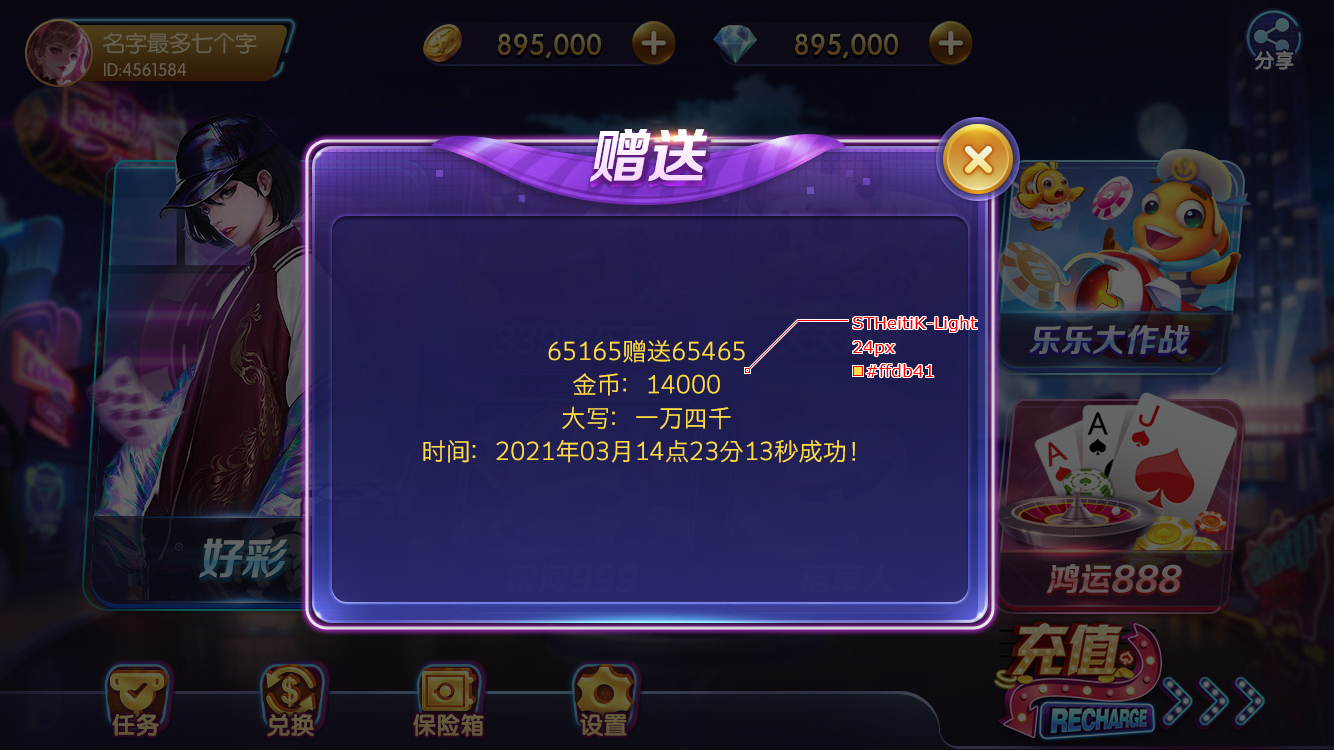 名字最多七个字
ID:4561584
895,000
895,000
分享
赠送
65165赠送65465
金币：14000
大写：一万四千
时间：2021年03月14点23分13秒成功！
STHeitiK-Light
24px
#ffdb41
好彩
乐乐大作战
A
A
J
鸿运888
任务
兑换
保险箱
设置
充值
RECHARGE